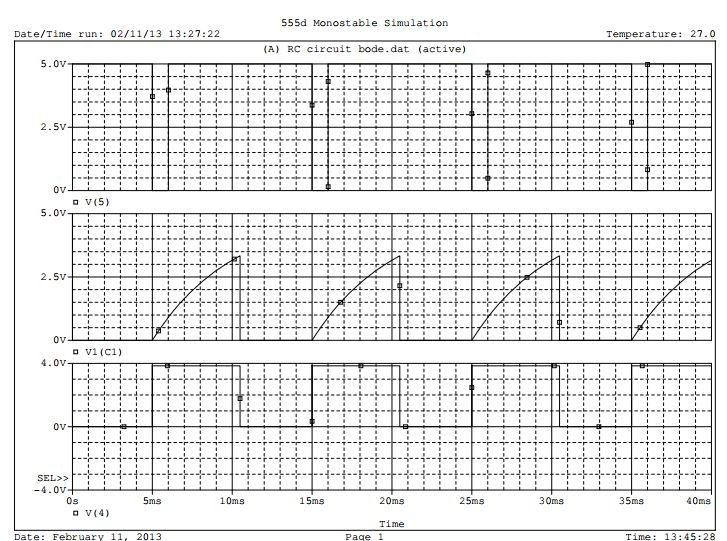 555d Monostable Simulation
Date/Time run: 02/11/13 13:27:22 Temperature: 27.0
(A) RC circuit bode.dat (active)
5.0V
2.5V
0V
V(5)
5.0V
2.5V
0V
V1(C1)
4.0V
0V
SEL>>
-4.0V
0s 5ms 10ms 15ms 20ms 25ms 30ms 35ms 40ms
V(4)
Time
Date: February 11, 2013 Page 1 Time: 13:45:28